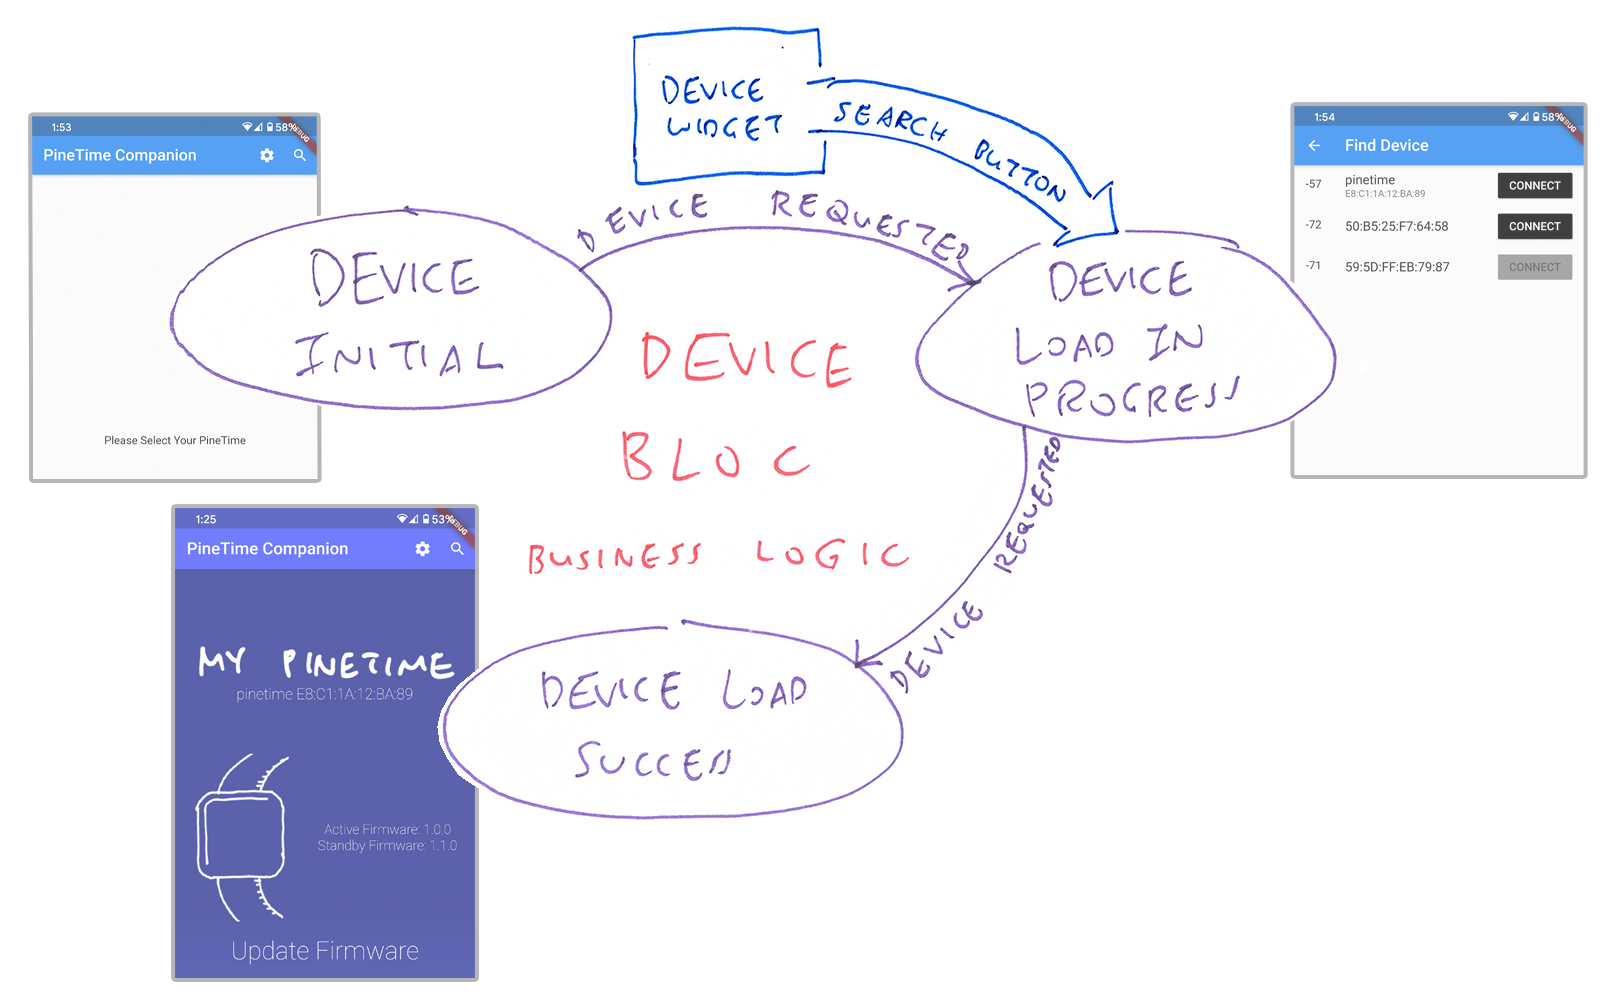 DEVICE
WIDGET
SEARCH BUTTON
1:53
58%
DEBUG
PineTime Companion
Please Select Your PineTime
DEVICE
INITIAL
DEVICE REQUESTED
DEVICE
LOAD IN
PROGRESS
1:54
58%
DEBUG
Find Device
-57
pinetime
E8:C1:1A:12:BA:89
CONNECT
-72
50:B5:25:F7:64:58
CONNECT
-71
59:5D:FF:EB:79:87
CONNECT
DEVICE
BLOC
BUSINESS LOGIC
DEVICE REQUESTED
1:25
53%
DEBUG
PineTime Companion
MY PINETIME
pinetime E8:C1:1A:12:BA:89
Active Firmware: 1.0.0
Standby Firmware: 1.1.0
Update Firmware
DEVICE LOAD
SUCCESS